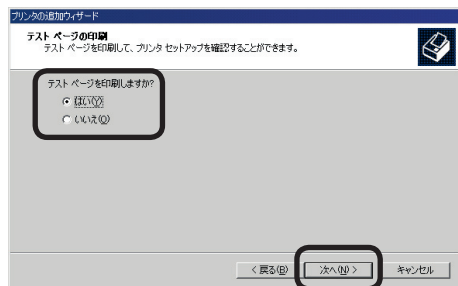 プリンタの追加ウィザード
テスト ページの印刷
テスト ページを印刷して、プリンタ セットアップを確認することができます。
テスト ページを印刷しますか?
はい(Y)
いいえ(O)
< 戻る(B) 次へ(N) > キャンセル